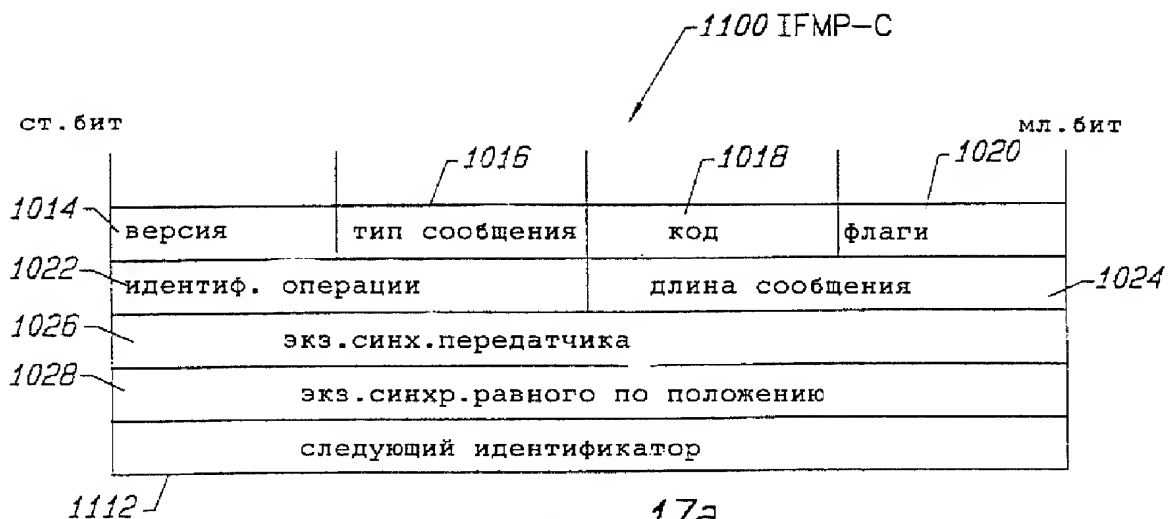 1100 IFMP-C
ст.бит
мл.бит
1016
1018
1020
1014
версия
тип сообщения
код
флаги
1022
идентиф. операции
длина сообщения
1024
1026
экз.синх.передатчика
1028
экз.синхр.равного по положению
следующий идентификатор
1112
17а